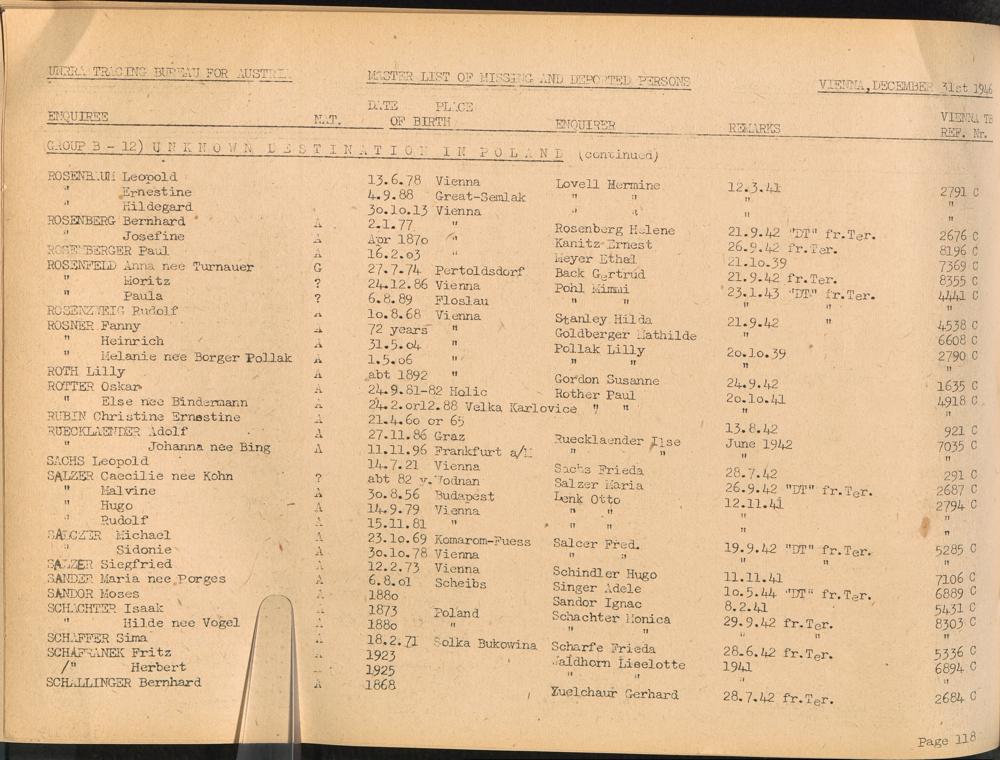 UNRRA TRACING BUREAU FOR AUSTRIA MASTER LIST OF MISSING AND DEPORTED PERSONS VIENNA, DECEMBER 31st 1946
ENQUIREE NAT. DATE PLACE OF BIRTH ENQUIRER REMARKS VIENNA TB REF. Nr.
(GROUP B - 12) UNKNOWN DESTINATION IN POLAND (continued)
ROSENBAUM Leopold 13.6.78 Vienna Lovell Hermine 12.3.41 2791 C
" Ernestine 4.9.88 Great-Semlak " " " "
" Hildegard 30.10.13 Vienna " " " "
ROSENBERG Bernhard A 2.1.77 " Rosenberg Helene 21.9.42 "DT" fr.Ter. 2676 C
" Josefine A Apr 1870 Kanitz Ernest 26.9.42 fr.Ter. 8196 C
ROSENBERGER Paul A 16.2.03 " Meyer Ethel 21.10.39 7369 C
ROSENFELD Anna nee Turnauer G 27.7.74 Pertoldsdorf Back Gertrud 21.9.42 fr.Ter. 8355 C
" Moritz ? 24.12.86 Vienna Pohl Mimmi 23.1.43 "DT" fr.Ter. 4441 C
" Paula ? 6.8.89 Floslau " " " " "
ROSENZWEIG Rudolf A 10.8.68 Vienna Stanley Hilda 21.9.42 " 4538 C
ROSNER Fanny A 72 years " Goldberger Mathilde " 6608 C
" Heinrich A 31.5.04 " Pollak Lilly 20.10.39 2790 C
" Melanie nee Borger Pollak A 1.5.06 " " " " "
ROTH Lilly A abt 1892 " Gordon Susanne 24.9.42 1635 C
ROTTER Oskar A 24.9.81-82 Holic Rother Paul 20.10.41 4918 C
" Else nee Bindermann A 24.2.or12.88 Velka Karlovice " " " "
RUBIN Christine Ernestine A 21.4.60 or 65 13.8.42 921 C
RUECKLAENDER Adolf A 27.11.86 Graz Ruecklaender Ilse June 1942 7035 C
" Johanna nee Bing A 11.11.96 Frankfurt a/M " " "
SACHS Leopold 14.7.21 Vienna Sachs Frieda 28.7.42 291 C
SALZER Caecilie nee Kohn ? abt 82 y.Vodnan Salzer Maria 26.9.42 "DT" fr.Ter. 2687 C
" Malvine A 30.8.56 Budapest Lenk Otto 12.11.41 2794 C
" Hugo A 14.9.79 Vienna " " " "
" Rudolf A 15.11.81 " " " " "
SALCZER Michael A 23.10.69 Komarom-Fuess Salcer Fred. 19.9.42 "DT" fr.Ter. 5285 C
" Sidonie A 30.10.78 Vienna " " " " "
SALZER Siegfried A 12.2.73 Vienna Schindler Hugo 11.11.41 7106 C
SANDER Maria nee Porges A 6.8.01 Scheibs Singer Adele 10.5.44 "DT" fr.Ter. 6889 C
SANDOR Moses A 1880 Sandor Ignac 8.2.41 5431 C
SCHACHTER Isaak 1873 Poland Schachter Monica 29.9.42 fr.Ter. 8303 C
" Hilde nee Vogel 1880 " " " " " "
SCHAFFER Sima 18.2.71 Solka Bukowina Scharfe Frieda 28.6.42 fr.Ter. 5336 C
SCHAFRANEK Fritz 1923 Waldhorn Liselotte 1941 6894 C
/" Herbert 1925 " " " "
SCHALLINGER Bernhard A 1868 Zuelchaur Gerhard 28.7.42 fr.Ter. 2684 C
Page 118